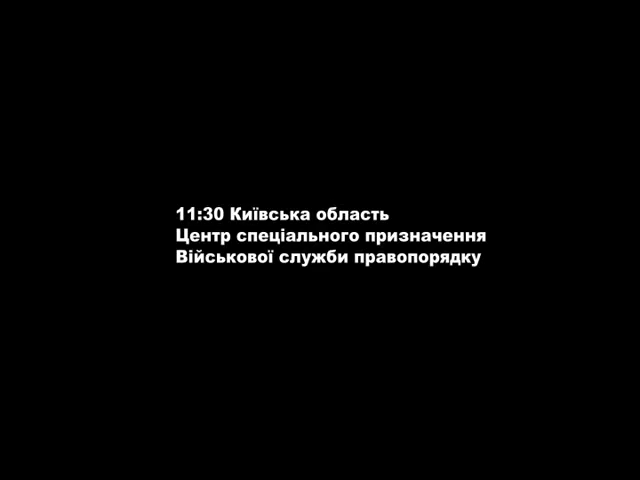 11:30 Київська область
Центр спеціального призначення
Військової служби правопорядку